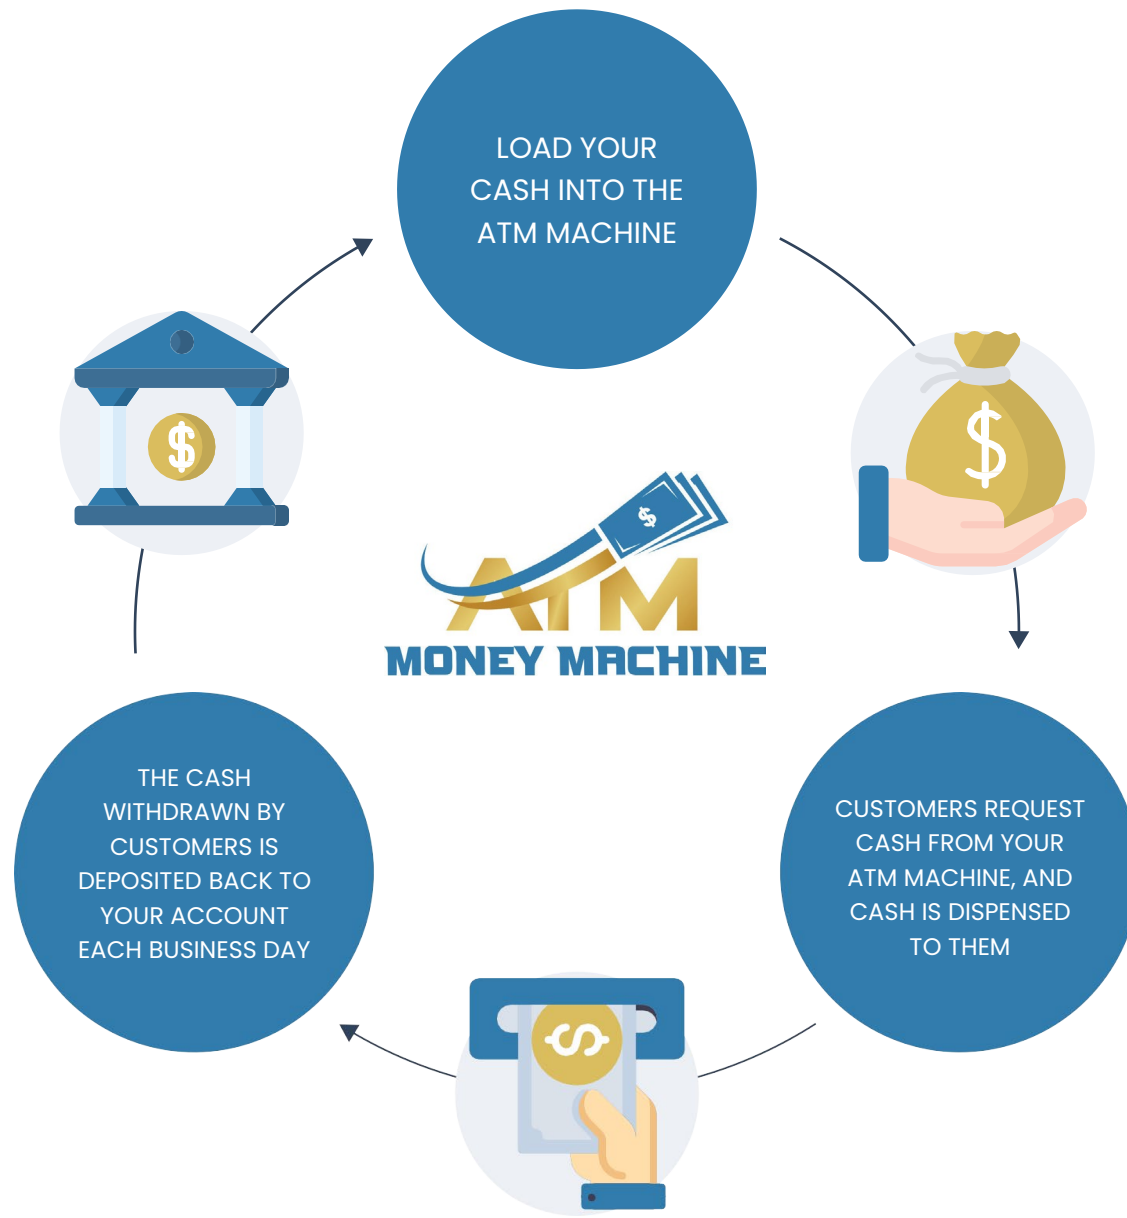 LOAD YOUR
CASH INTO THE
ATM MACHINE
$
$
$
ATM
MONEY MACHINE
THE CASH
WITHDRAWN BY
CUSTOMERS IS
DEPOSITED BACK TO
YOUR ACCOUNT
EACH BUSINESS DAY
CUSTOMERS REQUEST
CASH FROM YOUR
ATM MACHINE, AND
CASH IS DISPENSED
TO THEM
$